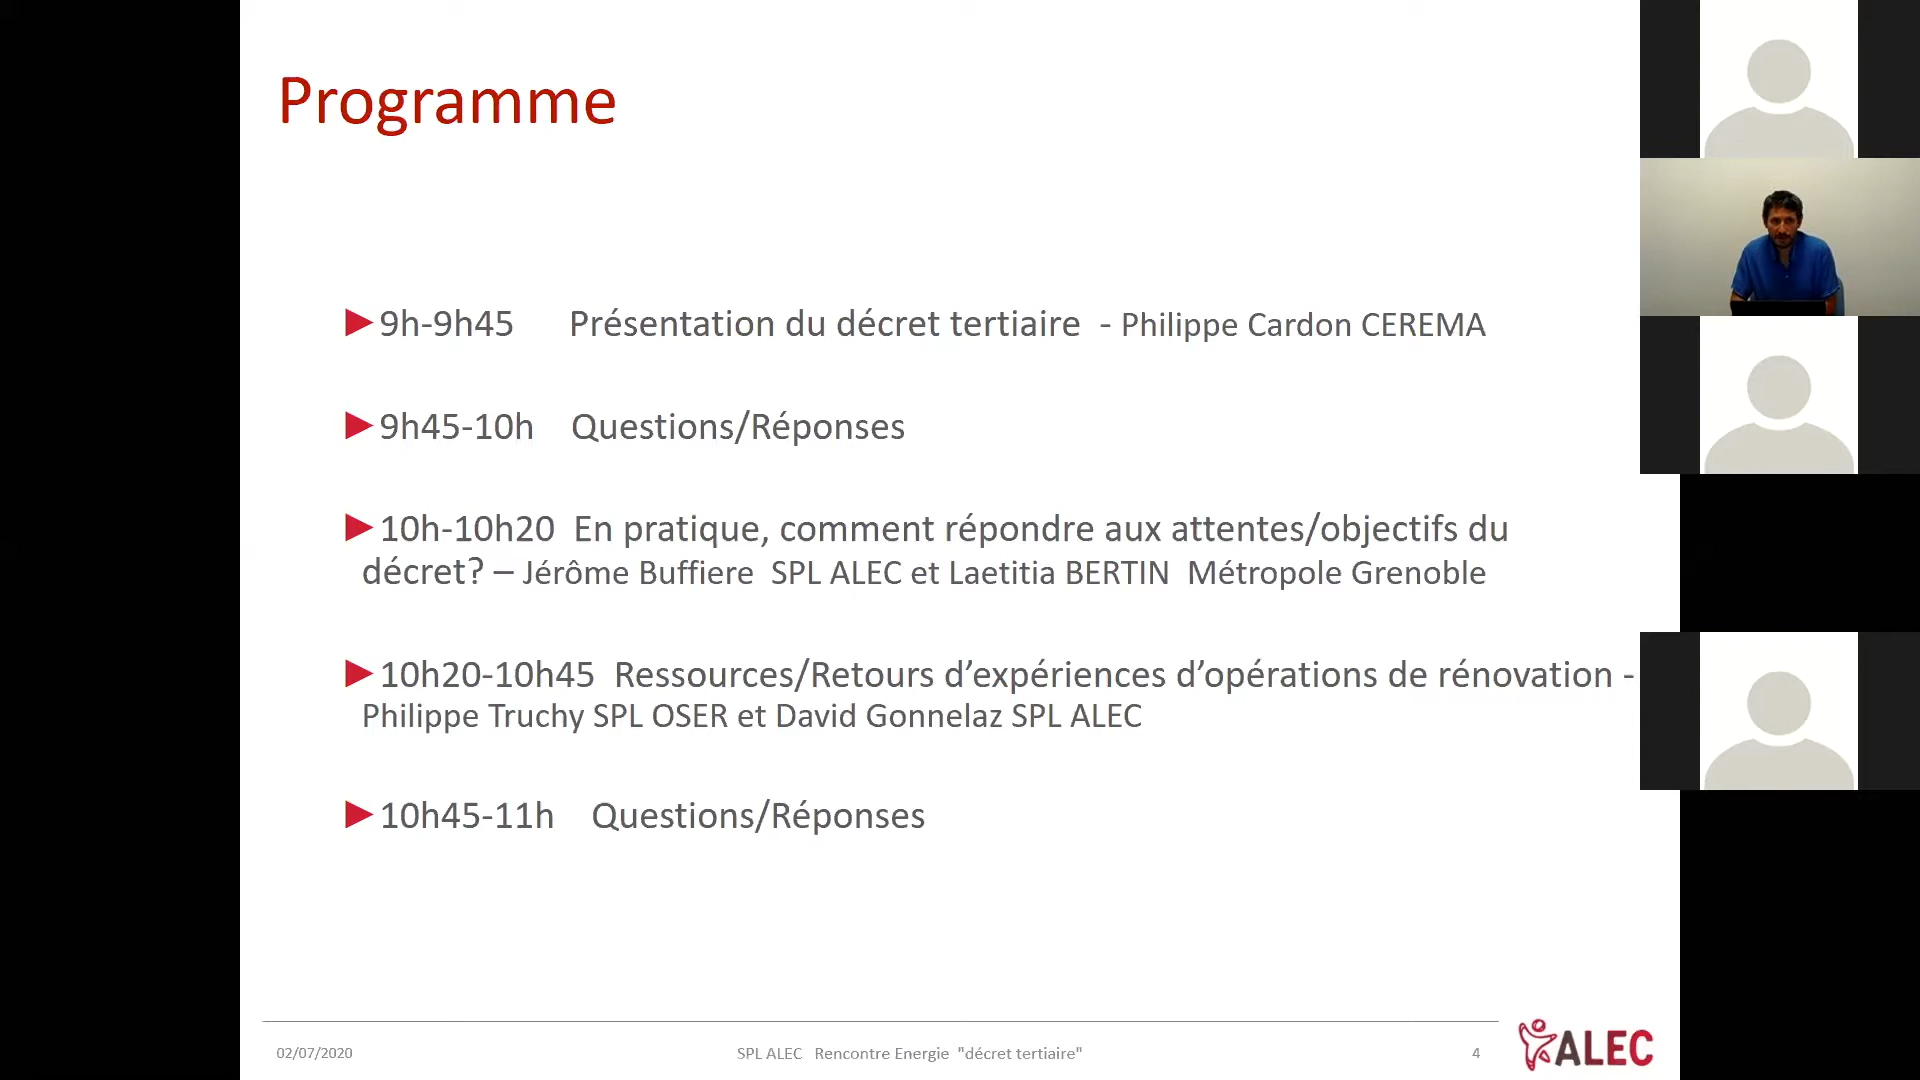 Programme
►9h-9h45 Présentation du décret tertiaire - Philippe Cardon CEREMA
►9h45-10h Questions/Réponses
►10h-10h20 En pratique, comment répondre aux attentes/objectifs du
décret? – Jérôme Buffiere SPL ALEC et Laetitia BERTIN Métropole Grenoble
►10h20-10h45 Ressources/Retours d’expériences d’opérations de rénovation -
Philippe Truchy SPL OSER et David Gonnelaz SPL ALEC
►10h45-11h Questions/Réponses
02/07/2020 SPL ALEC Rencontre Energie "décret tertiaire" 4
ALEC